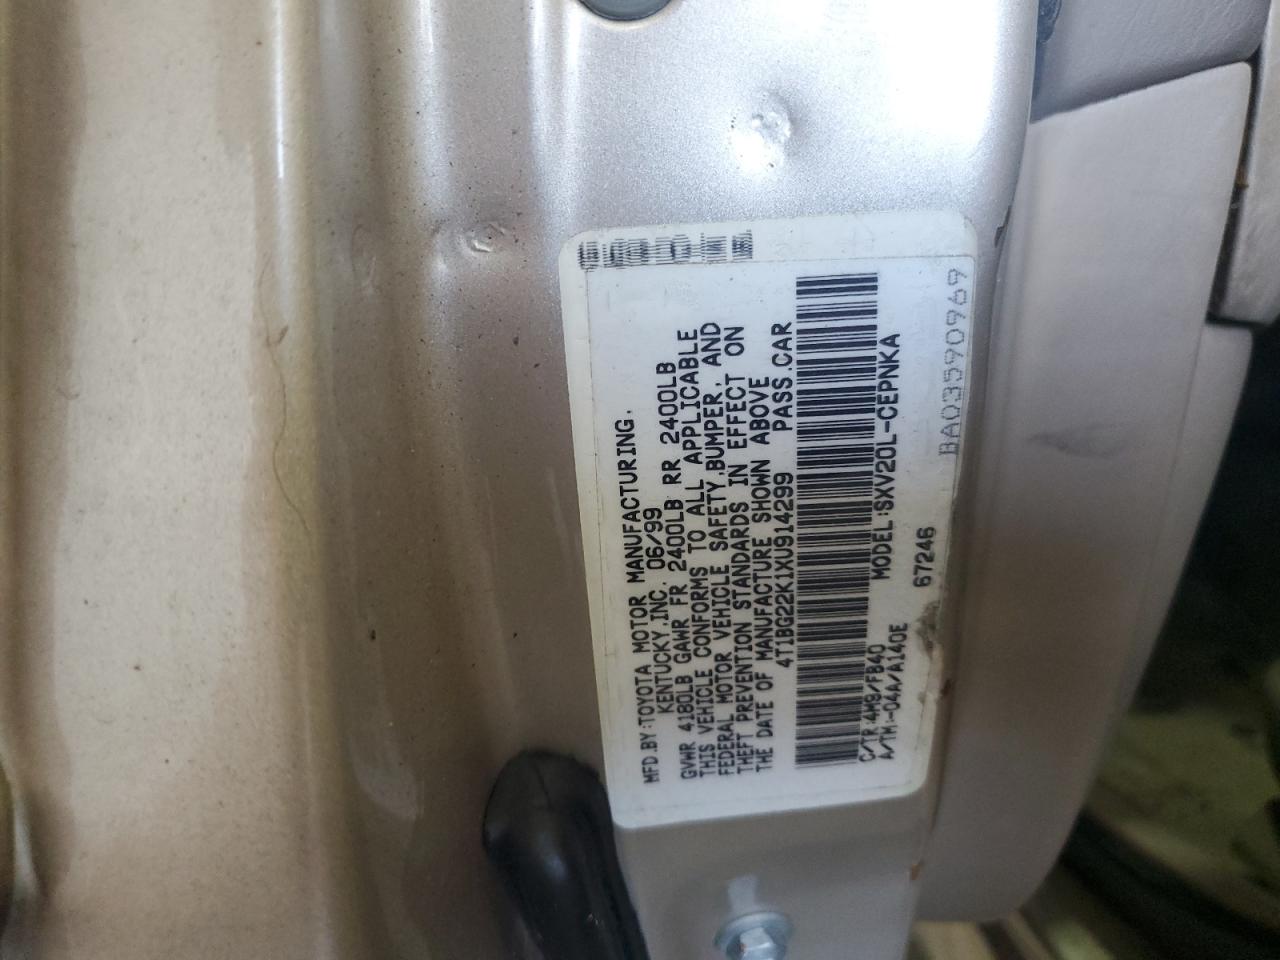 MFD.BY:TOYOTA MOTOR MANUFACTURING,
KENTUCKY,INC. 06/99
GVWR 4180LB GAWR FR 2400LB RR 2400LB
THIS VEHICLE CONFORMS TO ALL APPLICABLE
FEDERAL MOTOR VEHICLE SAFETY,BUMPER, AND
THEFT PREVENTION STANDARDS IN EFFECT ON
THE DATE OF MANUFACTURE SHOWN ABOVE
4T1BG22K1XU914299 PASS.CAR
C/TR:4M9/FB40 MODEL:SXV20L-CEPNKA
A/TM:-04A/A140E 67246
BA03590969